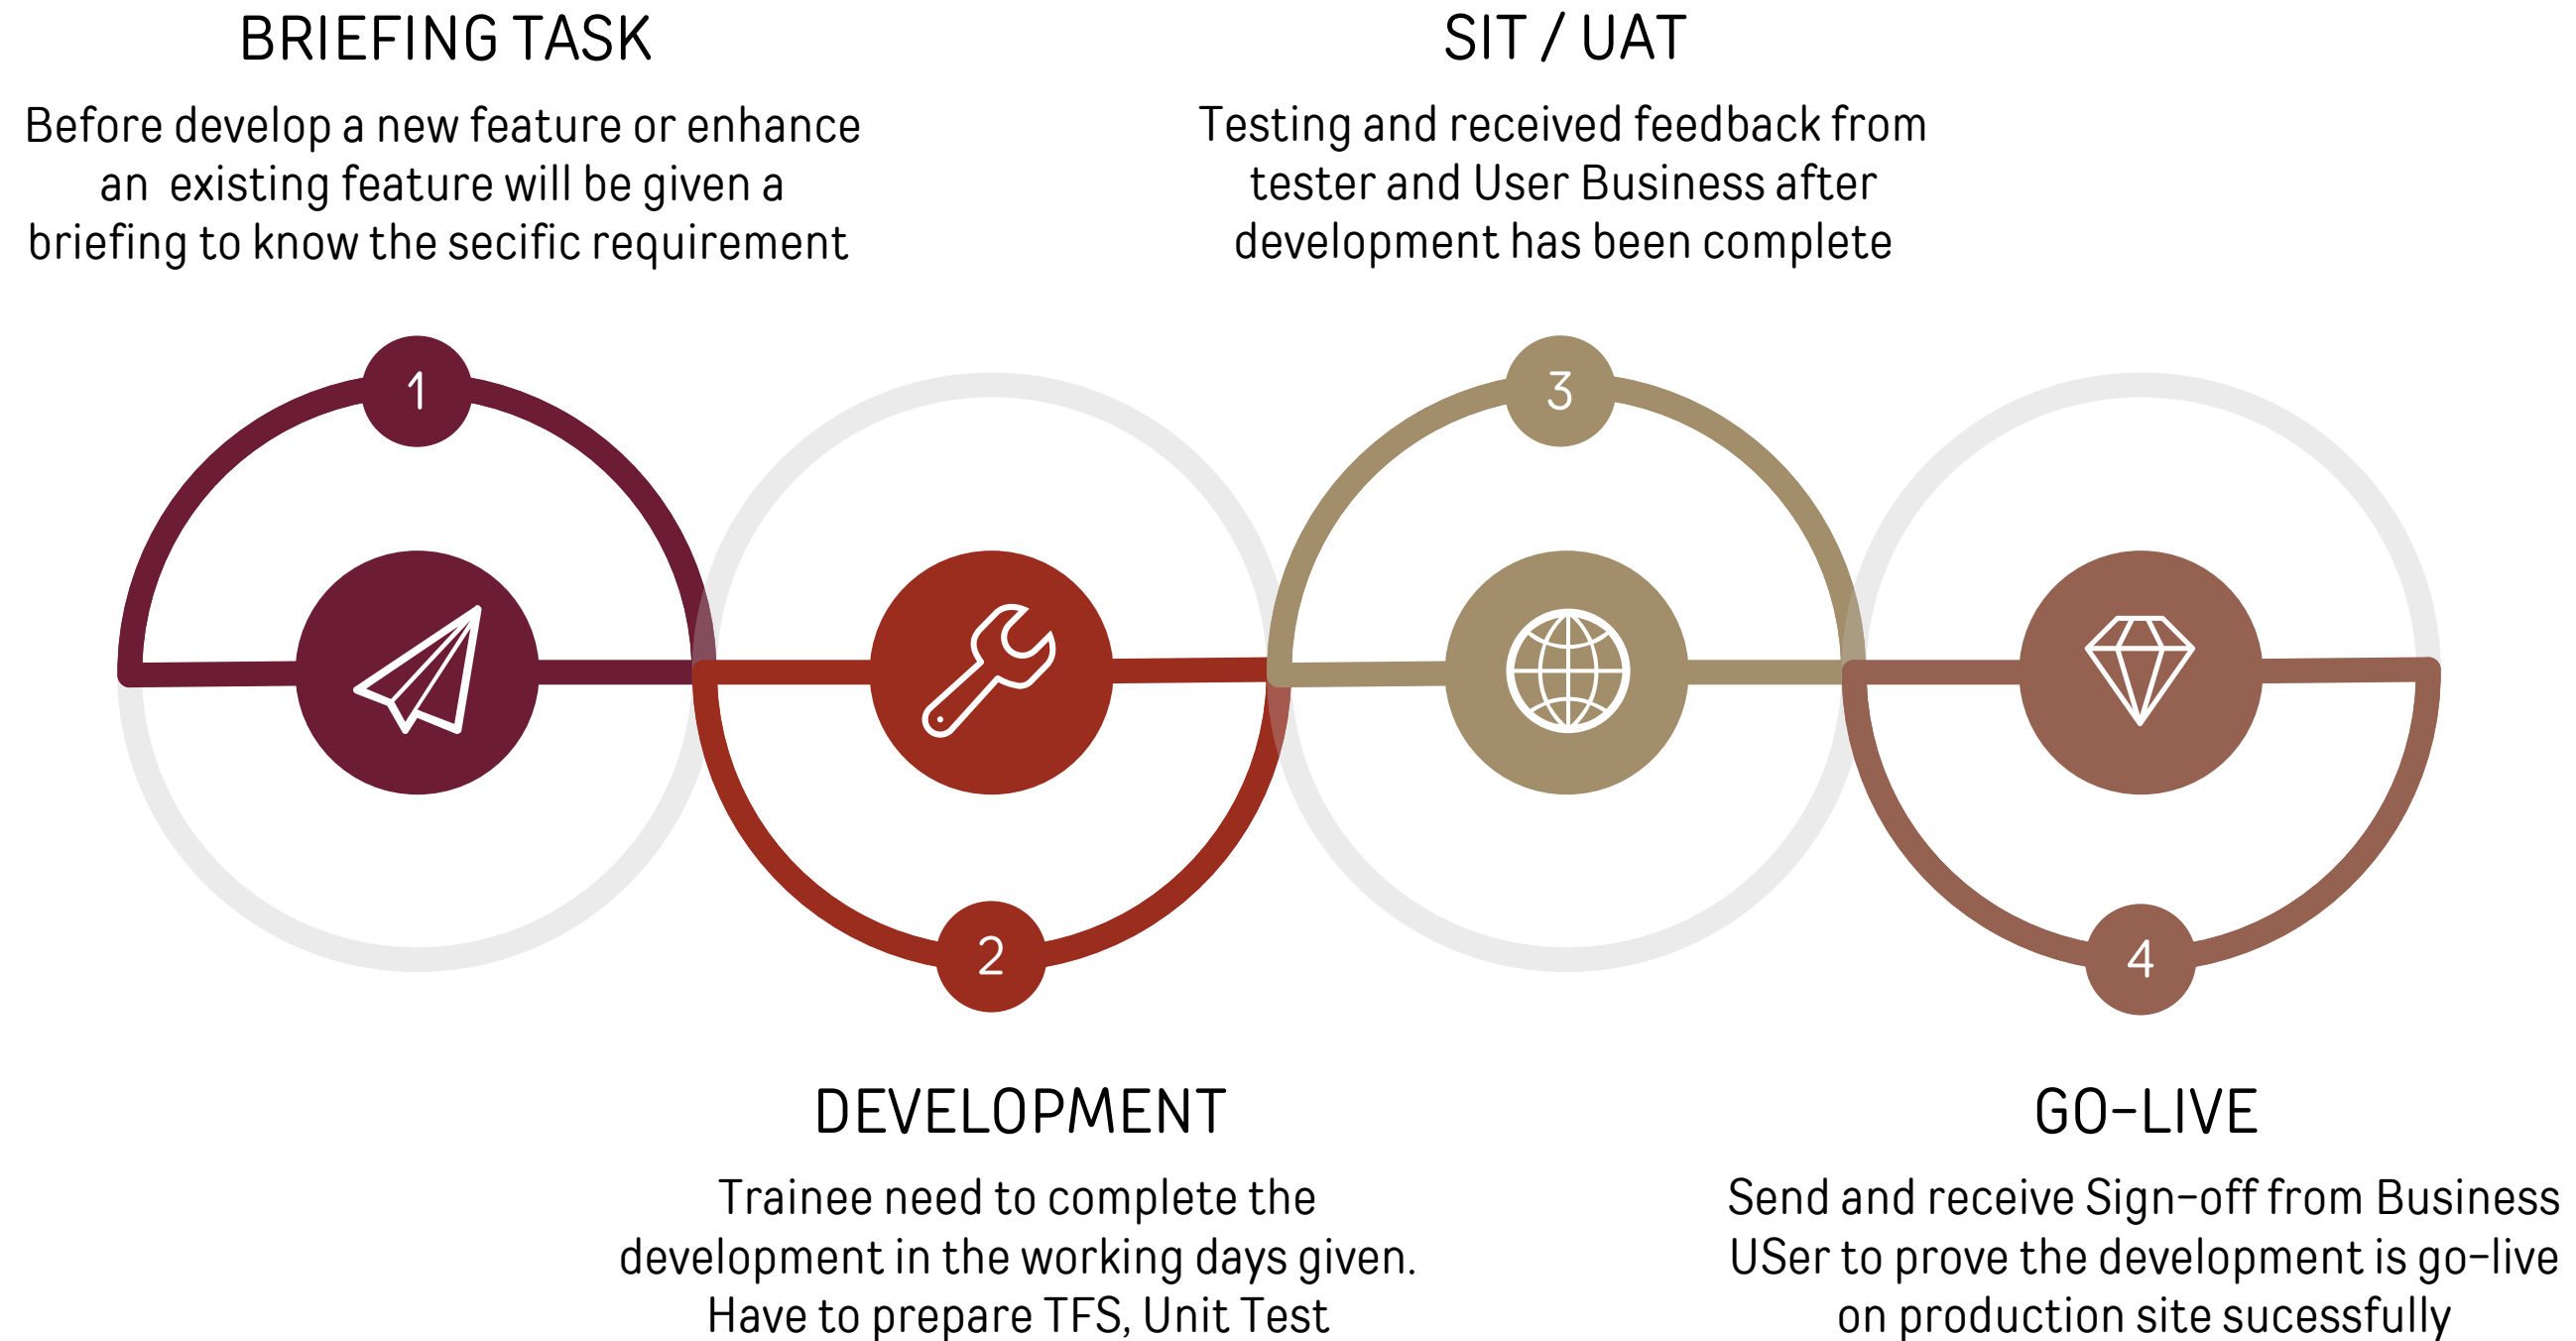 BRIEFING TASK
Before develop a new feature or enhance
an existing feature will be given a
briefing to know the secific requirement
SIT / UAT
Testing and received feedback from
tester and User Business after
development has been complete
1
3
2
4
DEVELOPMENT
Trainee need to complete the
development in the working days given.
Have to prepare TFS, Unit Test
GO-LIVE
Send and receive Sign-off from Business
USer to prove the development is go-live
on production site sucessfully